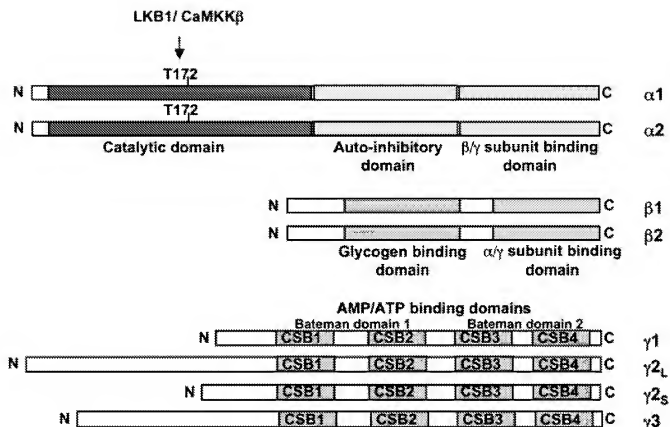 LKB1/ CaMKKβ
T172
N C α1
T172
N C α2
Catalytic domain Auto-inhibitory domain β/γ subunit binding domain
N C β1
N C β2
Glycogen binding domain α/γ subunit binding domain
AMP/ATP binding domains
Bateman domain 1 Bateman domain 2
N CSB1 CSB2 CSB3 CSB4 C γ1
N CSB1 CSB2 CSB3 CSB4 C γ2L
N CSB1 CSB2 CSB3 CSB4 C γ2S
N CSB1 CSB2 CSB3 CSB4 C γ3